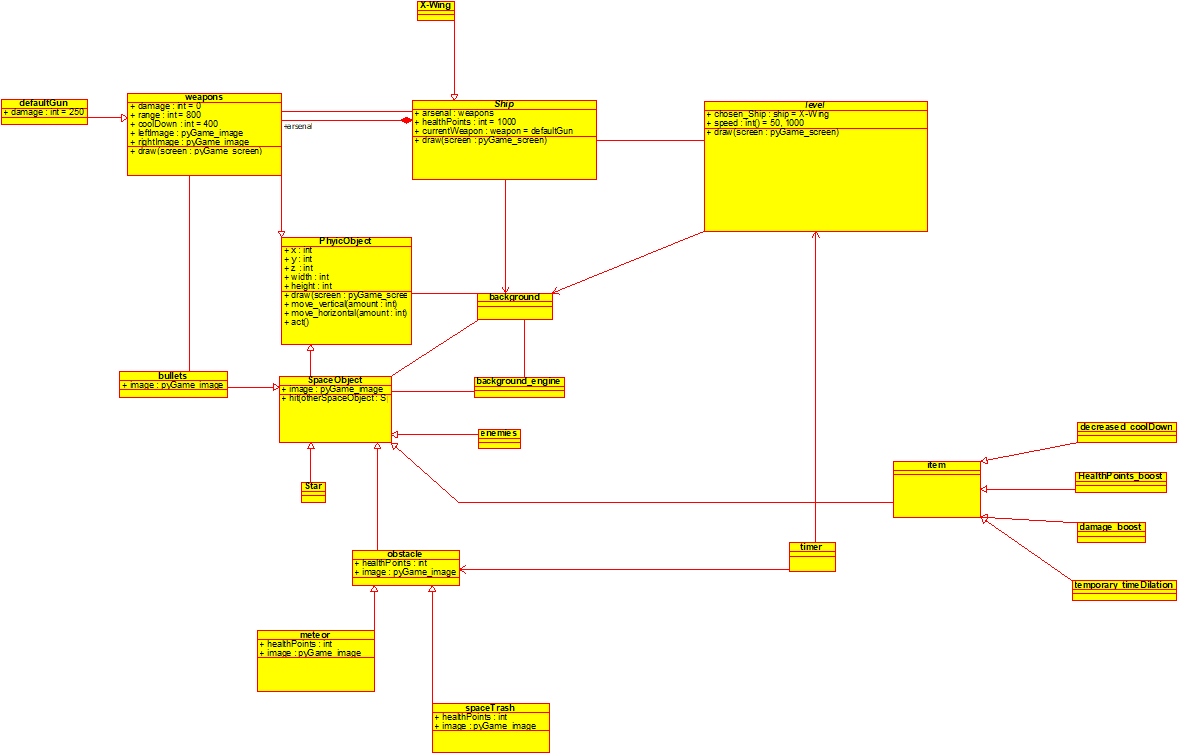 X-Wing
defaultGun
+ damage : int = 250
weapons
+ damage : int = 0
+ range : int = 800
+ coolDown : int = 400
+ leftImage : pyGame_image
+ rightImage : pyGame_image
+ draw(screen : pyGame_screen)
+arsenal
Ship
+ arsenal : weapons
+ healthPoints : int = 1000
+ currentWeapon : weapon = defaultGun
+ draw(screen : pyGame_screen)
level
+ chosen_Ship : ship = X-Wing
+ speed : int() = 50, 1000
+ draw(screen : pyGame_screen)
PhyicObject
+ x : int
+ y : int
+ z : int
+ width : int
+ height : int
+ draw(screen : pyGame_scree
+ move_vertical(amount : int)
+ move_horizontal(amount : int)
+ act()
background
bullets
+ image : pyGame_image
SpaceObject
+ image : pyGame_image
+ hit(otherSpaceObject : S
background_engine
enemies
Star
decreased_coolDown
item
HealthPoints_boost
damage_boost
temporary_timeDilation
timer
obstacle
+ healthPoints : int
+ image : pyGame_image
meteor
+ healthPoints : int
+ image : pyGame_image
spaceTrash
+ healthPoints : int
+ image : pyGame_image